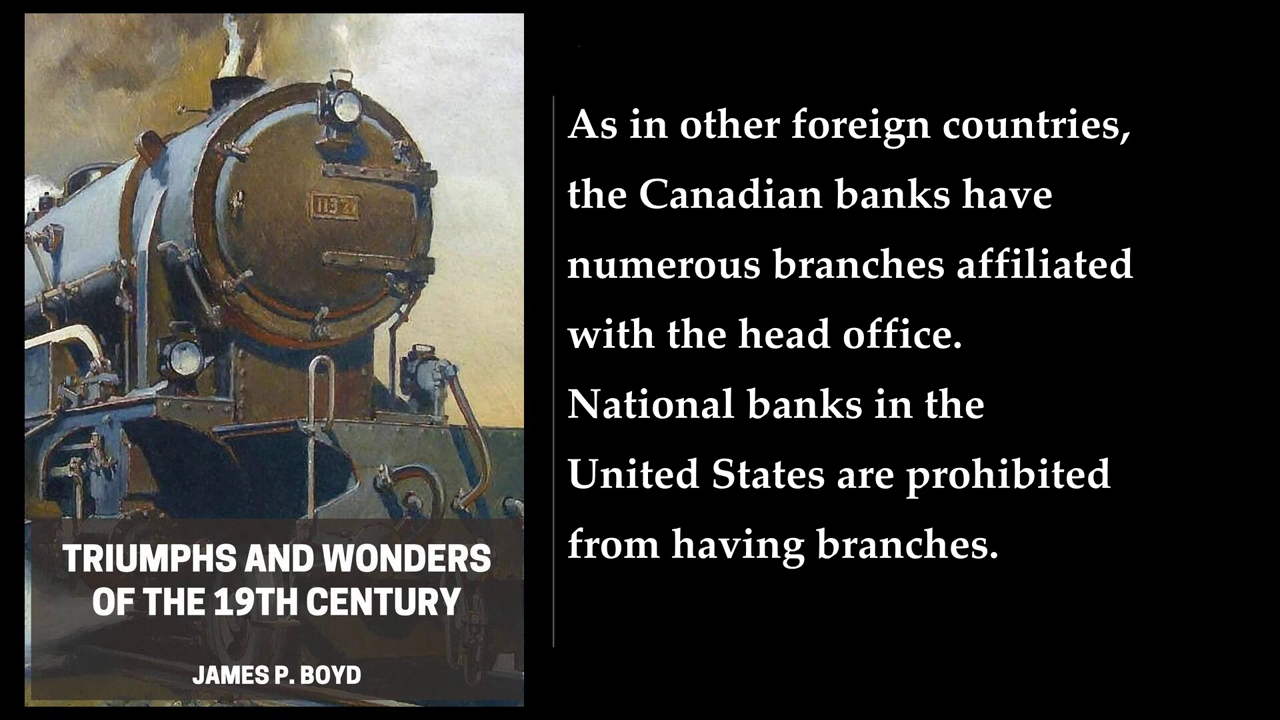 1132
TRIUMPHS AND WONDERS
OF THE 19TH CENTURY
JAMES P. BOYD
As in other foreign countries,
the Canadian banks have
numerous branches affiliated
with the head office.
National banks in the
United States are prohibited
from having branches.